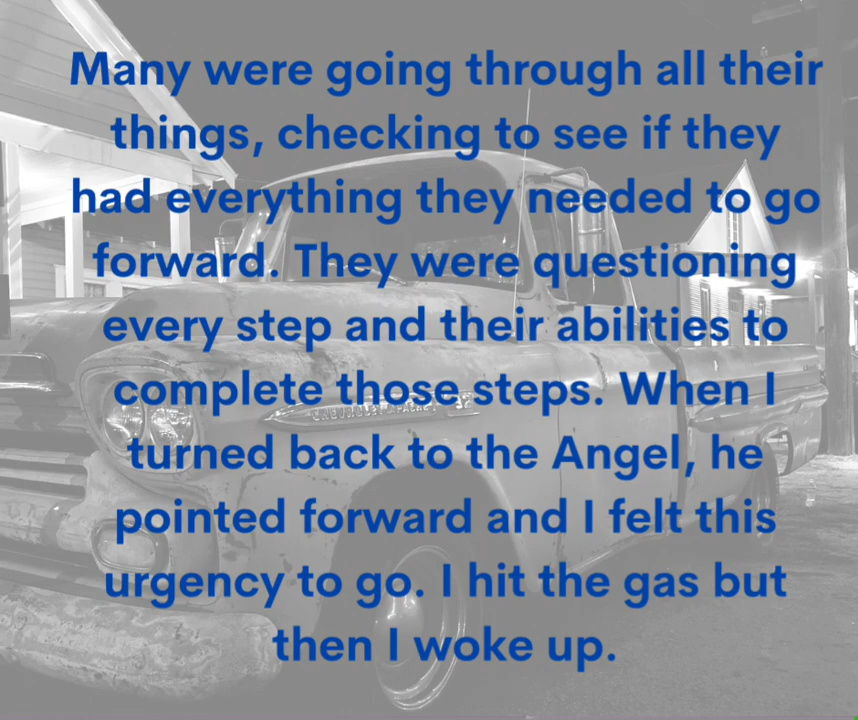 Many were going through all their
things, checking to see if they
had everything they needed to go
forward. They were questioning
every step and their abilities to
complete those steps. When I
turned back to the Angel, he
pointed forward and I felt this
urgency to go. I hit the gas but
then I woke up.